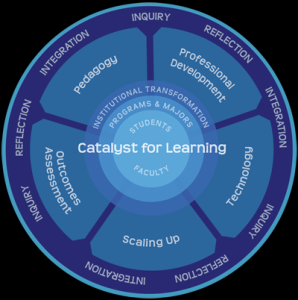 INQUIRY
REFLECTION
INTEGRATION
INQUIRY
REFLECTION
INTEGRATION
INQUIRY
REFLECTION
INTEGRATION
Pedagogy
Professional
Development
Technology
Scaling Up
Outcomes
Assessment
INSTITUTIONAL TRANSFORMATION
PROGRAMS & MAJORS
STUDENTS
Catalyst for Learning
FACULTY